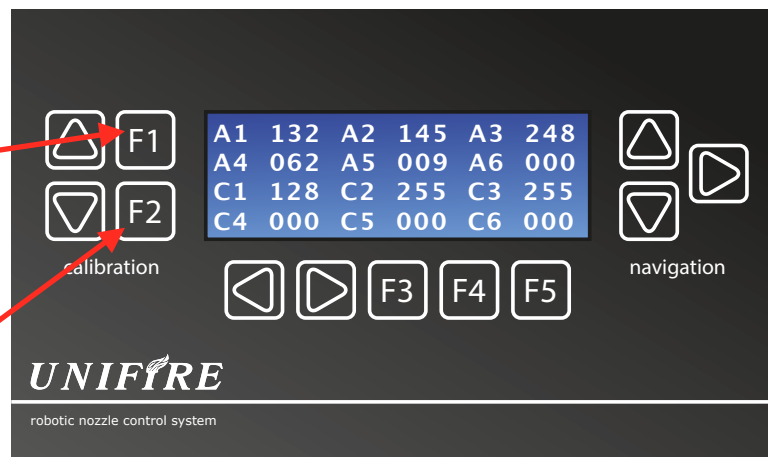 F1
A1 132 A2 145 A3 248
A4 062 A5 009 A6 000
F2
C1 128 C2 255 C3 255
C4 000 C5 000 C6 000
calibration
navigation
F3 F4 F5
UNIFIRE
robotic nozzle control system